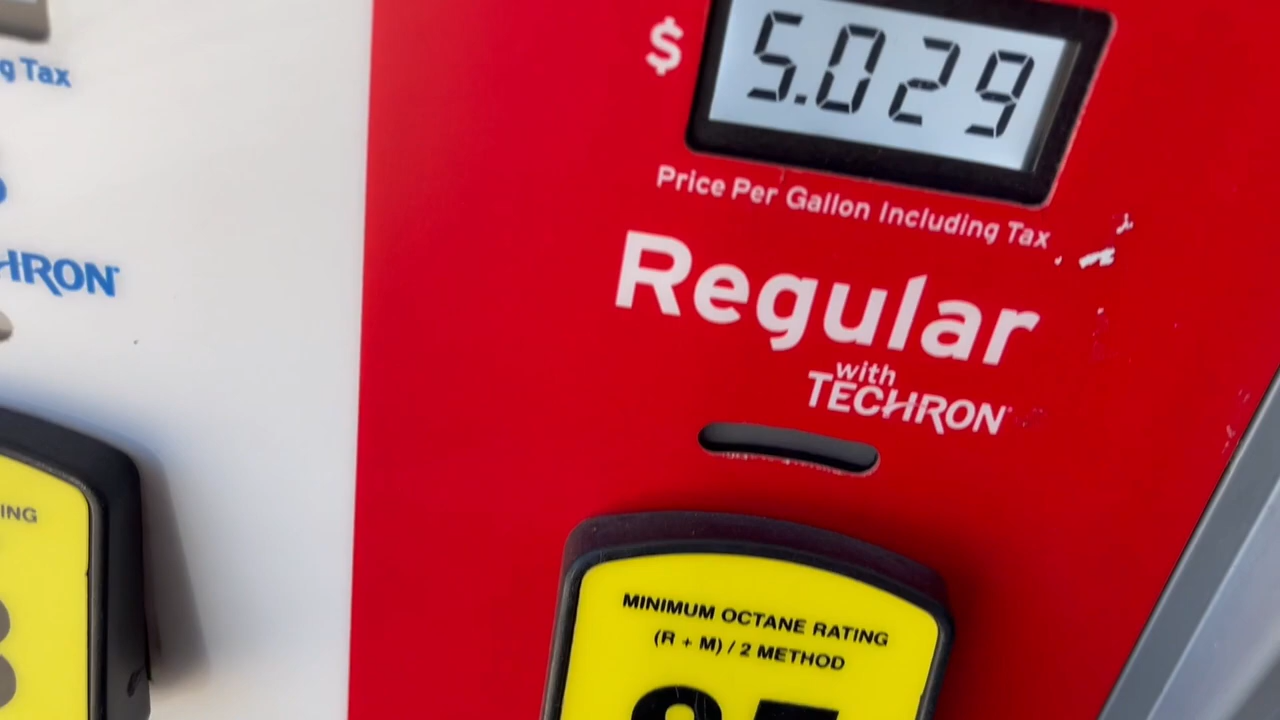 g Tax
HRON
ING
$ 5.029
Price Per Gallon Including Tax
Regular
with
TECHRON
MINIMUM OCTANE RATING
(R + M) / 2 METHOD